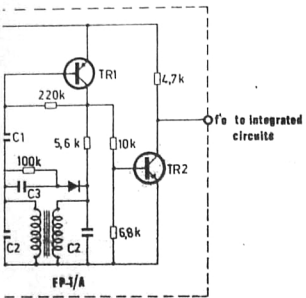 TR1
4,7k
220k
f'o to integrated
circuits
C1
5,6k
10k
100k
TR2
C3
C2
C2
6,8k
FP-7/A